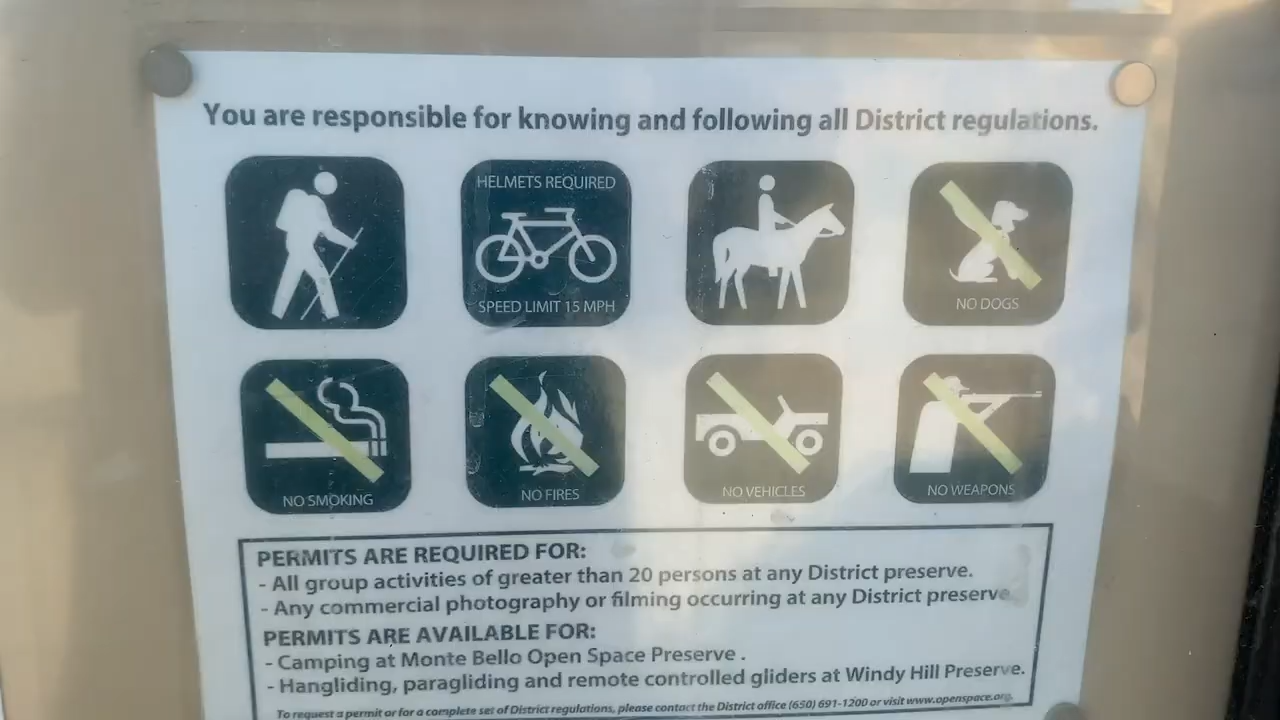 You are responsible for knowing and following all District regulations.
HELMETS REQUIRED
SPEED LIMIT 15 MPH
NO DOGS
NO SMOKING
NO FIRES
NO VEHICLES
NO WEAPONS
PERMITS ARE REQUIRED FOR:
- All group activities of greater than 20 persons at any District preserve.
- Any commercial photography or filming occurring at any District preserve.
PERMITS ARE AVAILABLE FOR:
- Camping at Monte Bello Open Space Preserve .
- Hangliding, paragliding and remote controlled gliders at Windy Hill Preserve.
To request a permit or for a complete set of District regulations, please contact the District office (650) 691-1200 or visit www.openspace.org.